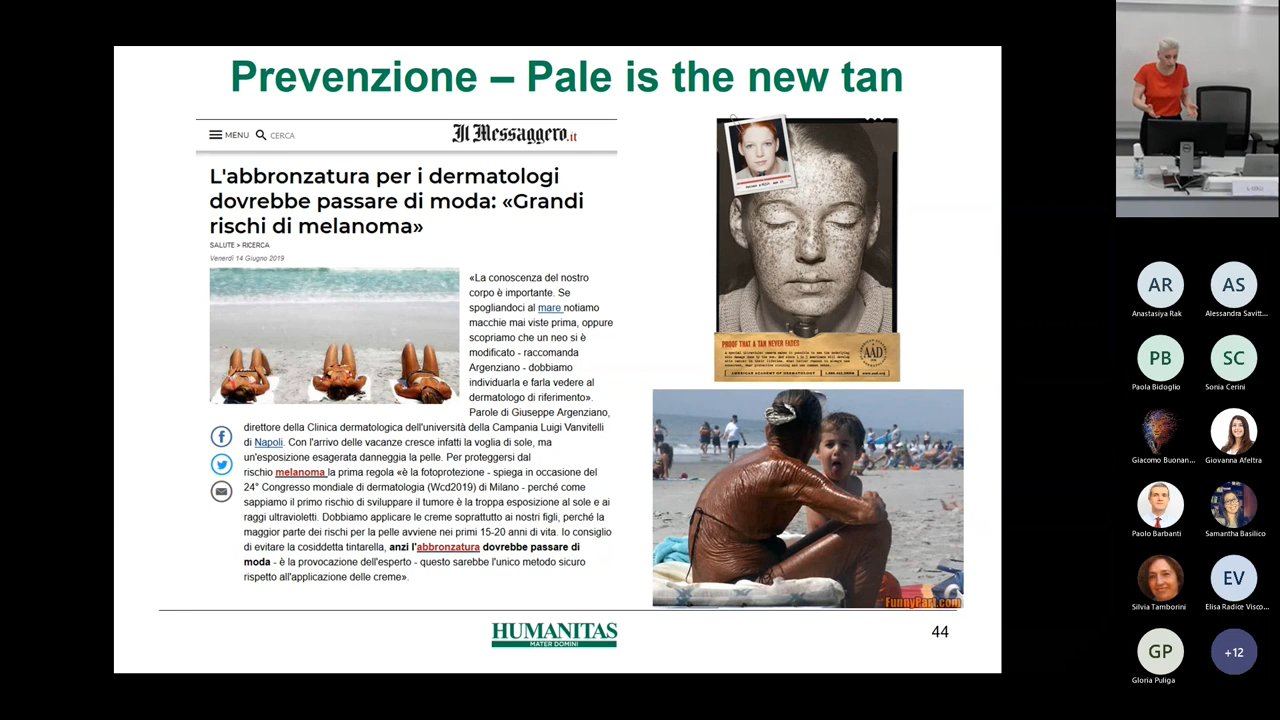 Prevenzione – Pale is the new tan
MENU
CERCA
Il Messaggero.it
L'abbronzatura per i dermatologi
dovrebbe passare di moda: «Grandi
rischi di melanoma»
SALUTE > RICERCA
Venerdì 14 Giugno 2019
«La conoscenza del nostro
corpo è importante. Se
spogliandoci al mare notiamo
macchie mai viste prima, oppure
scopriamo che un neo si è
modificato - raccomanda
Argenziano - dobbiamo
individuarla e farla vedere al
dermatologo di riferimento».
Parole di Giuseppe Argenziano,
direttore della Clinica dermatologica dell'università della Campania Luigi Vanvitelli
di Napoli. Con l'arrivo delle vacanze cresce infatti la voglia di sole, ma
un'esposizione esagerata danneggia la pelle. Per proteggersi dal
rischio melanoma la prima regola «è la fotoprotezione - spiega in occasione del
24° Congresso mondiale di dermatologia (Wcd2019) di Milano - perché come
sappiamo il primo rischio di sviluppare il tumore è la troppa esposizione al sole e ai
raggi ultravioletti. Dobbiamo applicare le creme soprattutto ai nostri figli, perché la
maggior parte dei rischi per la pelle avviene nei primi 15-20 anni di vita. Io consiglio
di evitare la cosiddetta tintarella, anzi l'abbronzatura dovrebbe passare di
moda - è la provocazione dell'esperto - questo sarebbe l'unico metodo sicuro
rispetto all'applicazione delle creme».
PROOF THAT A TAN NEVER FADES
AAD
AMERICAN ACADEMY OF DERMATOLOGY
FunnyPart.com
HUMANITAS
MATER DOMINI
44
AR
Anastasiya Rak
AS
Alessandra Savitt...
PB
Paola Bidoglio
SC
Sonia Cerini
Giacomo Buonan...
Giovanna Afeltra
Paolo Barbanti
Samantha Basilico
Silvia Tamborini
EV
Elisa Radice Visco...
GP
Gloria Puliga
+12